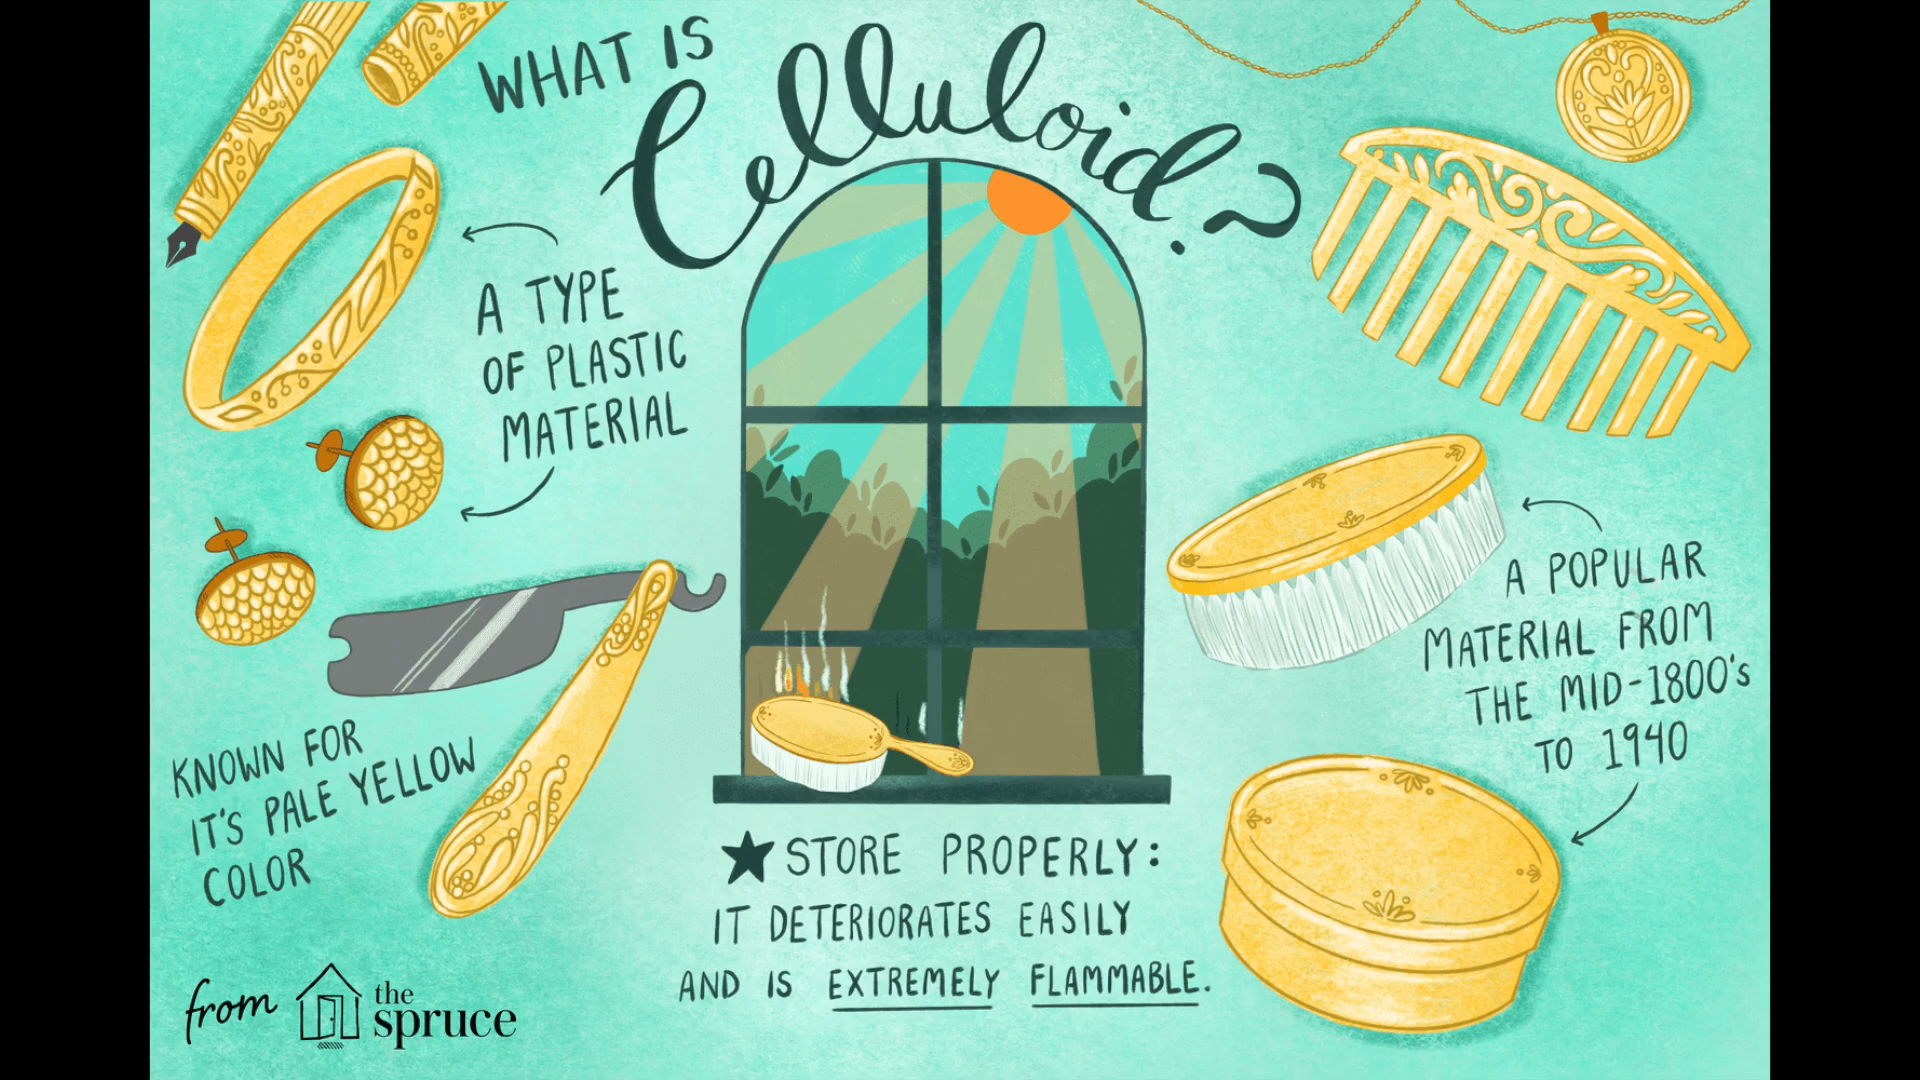 WHAT IS
Celluloid?
A TYPE
OF PLASTIC
MATERIAL
KNOWN FOR
IT'S PALE YELLOW
COLOR
A POPULAR
MATERIAL FROM
THE MID-1800's
TO 1940
★ STORE PROPERLY:
IT DETERIORATES EASILY
AND IS EXTREMELY FLAMMABLE.
from the spruce